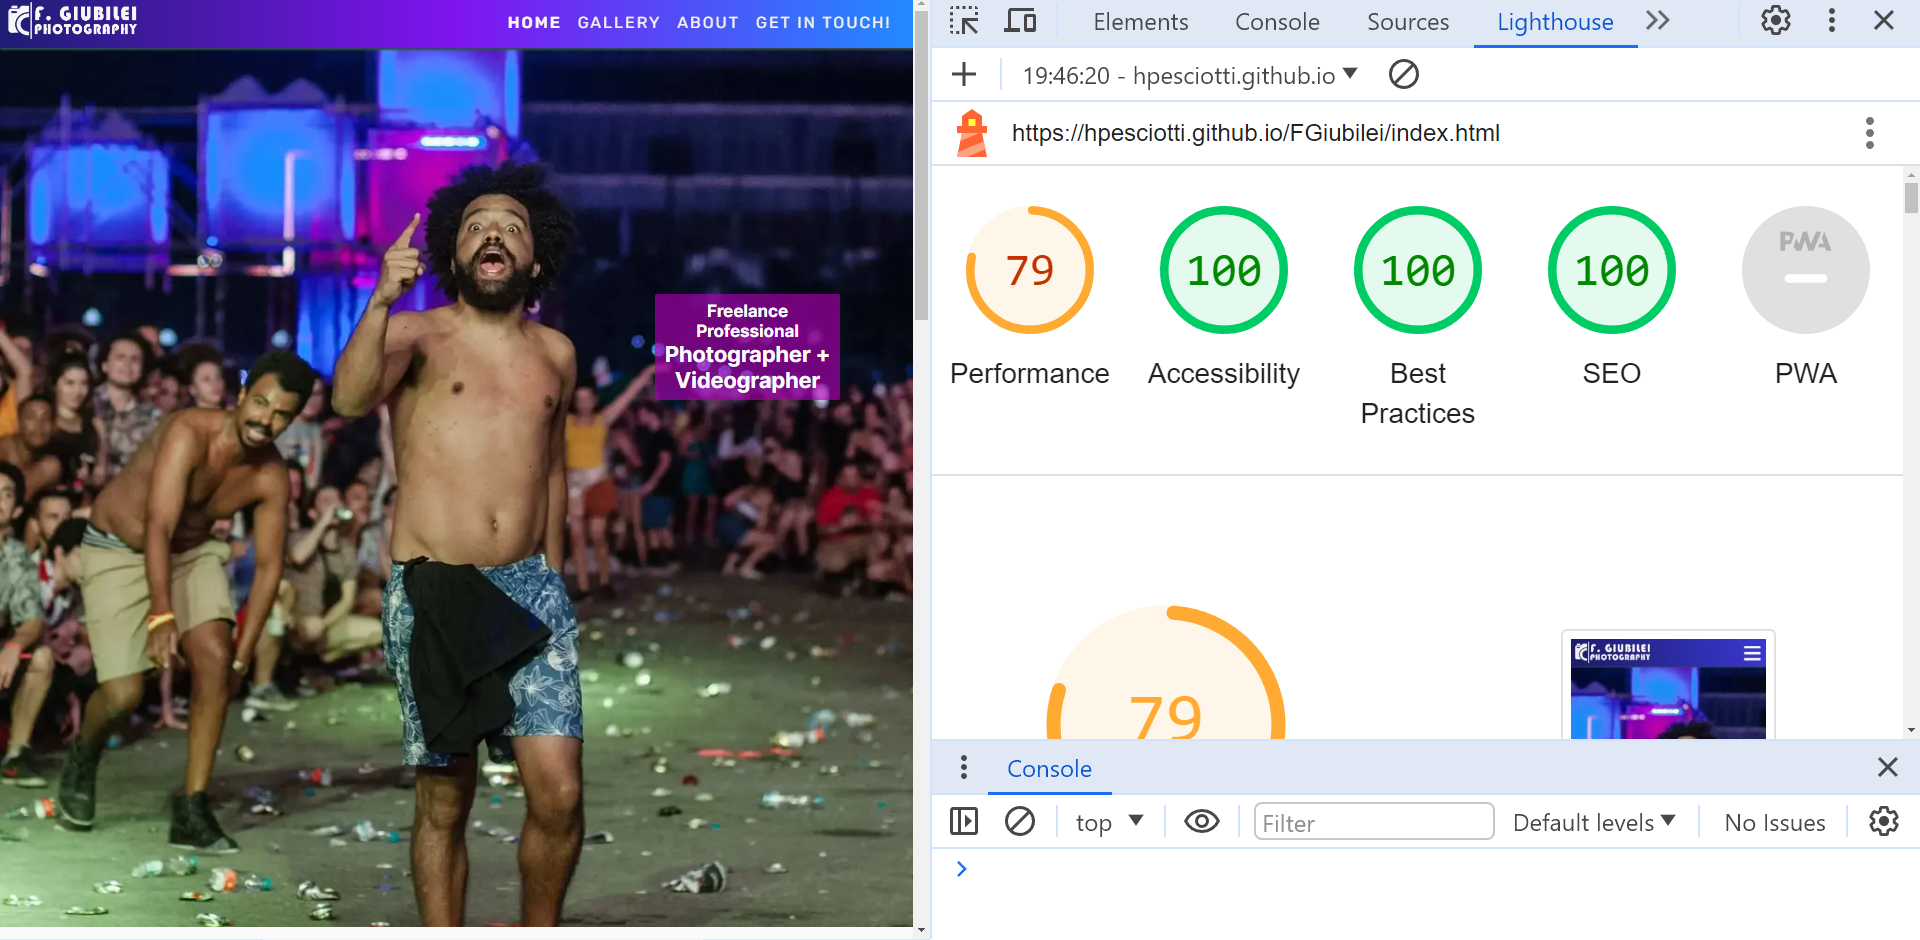 F. GIUBILEI
PHOTOGRAPHY
HOME GALLERY ABOUT GET IN TOUCH!
Freelance
Professional
Photographer +
Videographer
Elements Console Sources Lighthouse
19:46:20 - hpesciotti.github.io
https://hpesciotti.github.io/FGiubilei/index.html
79 100 100 100 PWA
Performance Accessibility Best SEO PWA
Practices
79
F. GIUBILEI
PHOTOGRAPHY
Console
top Filter Default levels No Issues